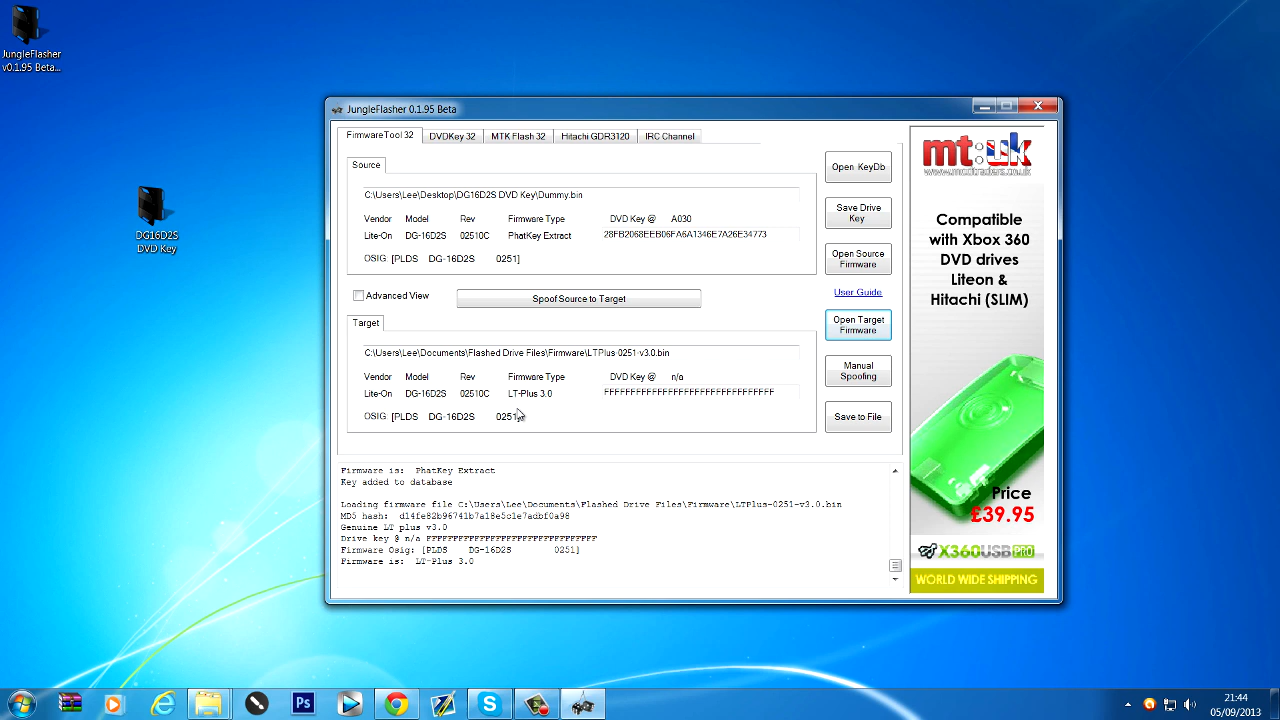 JungleFlasher
v0.1.95 Beta...
DG16D2S
DVD Key
JungleFlasher 0.1.95 Beta
FirmwareTool 32
DVDKey 32
MTK Flash 32
Hitachi GDR3120
IRC Channel
Source
C:\Users\Lee\Desktop\DG16D2S DVD Key\Dummy.bin
Vendor Model Rev Firmware Type DVD Key @ A030
Lite-On DG-16D2S 02510C PhatKey Extract 28FB2068EEB06FA6A1346E7A26E34773
OSIG: [PLDS DG-16D2S 0251]
Advanced View
Spoof Source to Target
Target
C:\Users\Lee\Documents\Flashed Drive Files\Firmware\LTPlus-0251-v3.0.bin
Vendor Model Rev Firmware Type DVD Key @ n/a
Lite-On DG-16D2S 02510C LT-Plus 3.0 FFFFFFFFFFFFFFFFFFFFFFFFFFFFFFFF
OSIG: [PLDS DG-16D2S 0251]
Open KeyDb
Save Drive
Key
Open Source
Firmware
User Guide
Open Target
Firmware
Manual
Spoofing
Save to File
Firmware is: PhatKey Extract
Key added to database
Loading firmware file C:\Users\Lee\Documents\Flashed Drive Files\Firmware\LTPlus-0251-v3.0.bin
MD5 hash: d14fe82b96741b7a18e5c1e7adbf0a98
Genuine LT plus v3.0
Drive key @ n/a FFFFFFFFFFFFFFFFFFFFFFFFFFFFFFFF
Firmware Osig: [PLDS DG-16D2S 0251]
Firmware is: LT-Plus 3.0
mt:uk
www.modtraders.co.uk
Compatible
with Xbox 360
DVD drives
Liteon &
Hitachi (SLIM)
Price
£39.95
X360USB PRO
WORLD WIDE SHIPPING
Ps
21:44
05/09/2013